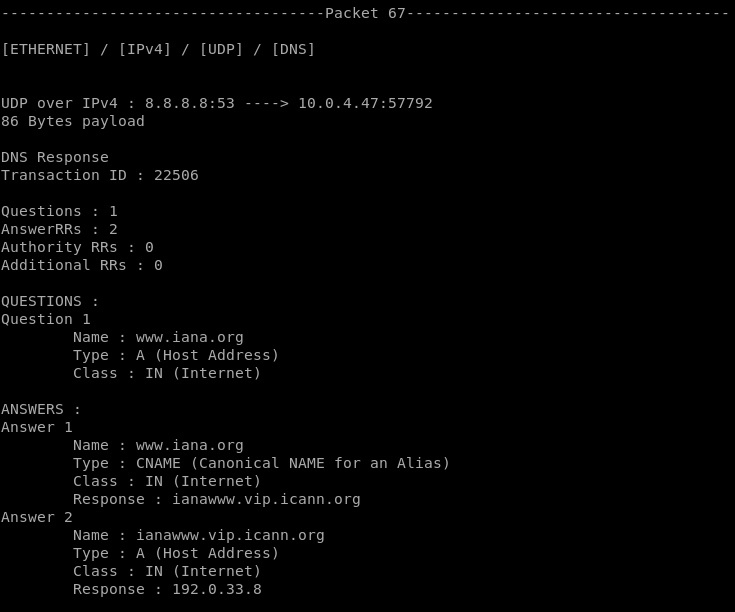 ------------------------------------Packet 67------------------------------------
[ETHERNET] / [IPv4] / [UDP] / [DNS]
UDP over IPv4 : 8.8.8.8:53 ----> 10.0.4.47:57792
86 Bytes payload
DNS Response
Transaction ID : 22506
Questions : 1
AnswerRRs : 2
Authority RRs : 0
Additional RRs : 0
QUESTIONS :
Question 1
Name : www.iana.org
Type : A (Host Address)
Class : IN (Internet)
ANSWERS :
Answer 1
Name : www.iana.org
Type : CNAME (Canonical NAME for an Alias)
Class : IN (Internet)
Response : ianawww.vip.icann.org
Answer 2
Name : ianawww.vip.icann.org
Type : A (Host Address)
Class : IN (Internet)
Response : 192.0.33.8